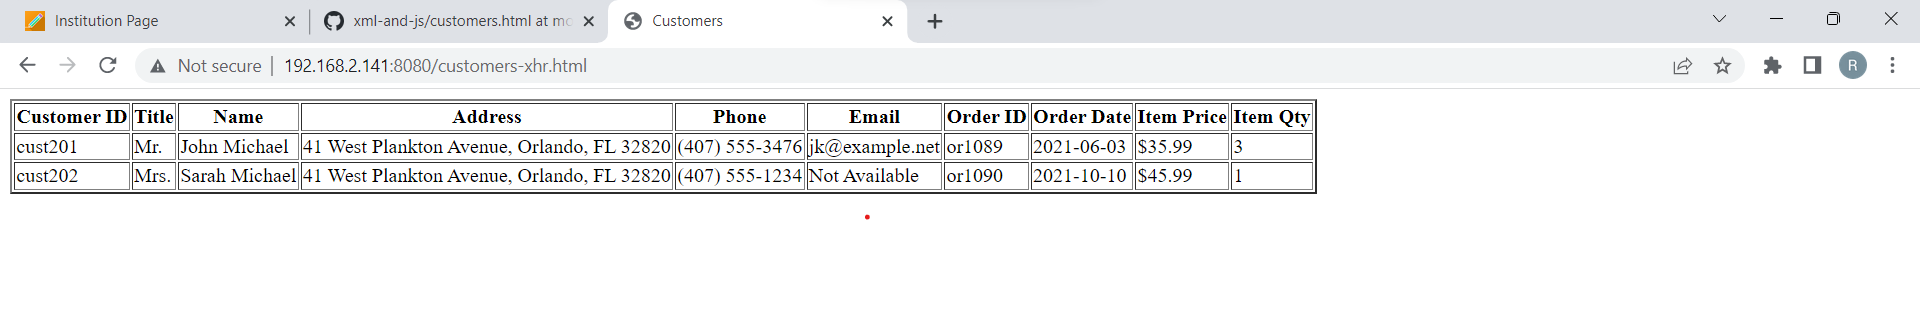 Institution Page
xml-and-js/customers.html at mo
Customers
Not secure | 192.168.2.141:8080/customers-xhr.html
R
Customer ID Title Name Address Phone Email Order ID Order Date Item Price Item Qty
cust201 Mr. John Michael 41 West Plankton Avenue, Orlando, FL 32820 (407) 555-3476 jk@example.net or1089 2021-06-03 $35.99 3
cust202 Mrs. Sarah Michael 41 West Plankton Avenue, Orlando, FL 32820 (407) 555-1234 Not Available or1090 2021-10-10 $45.99 1